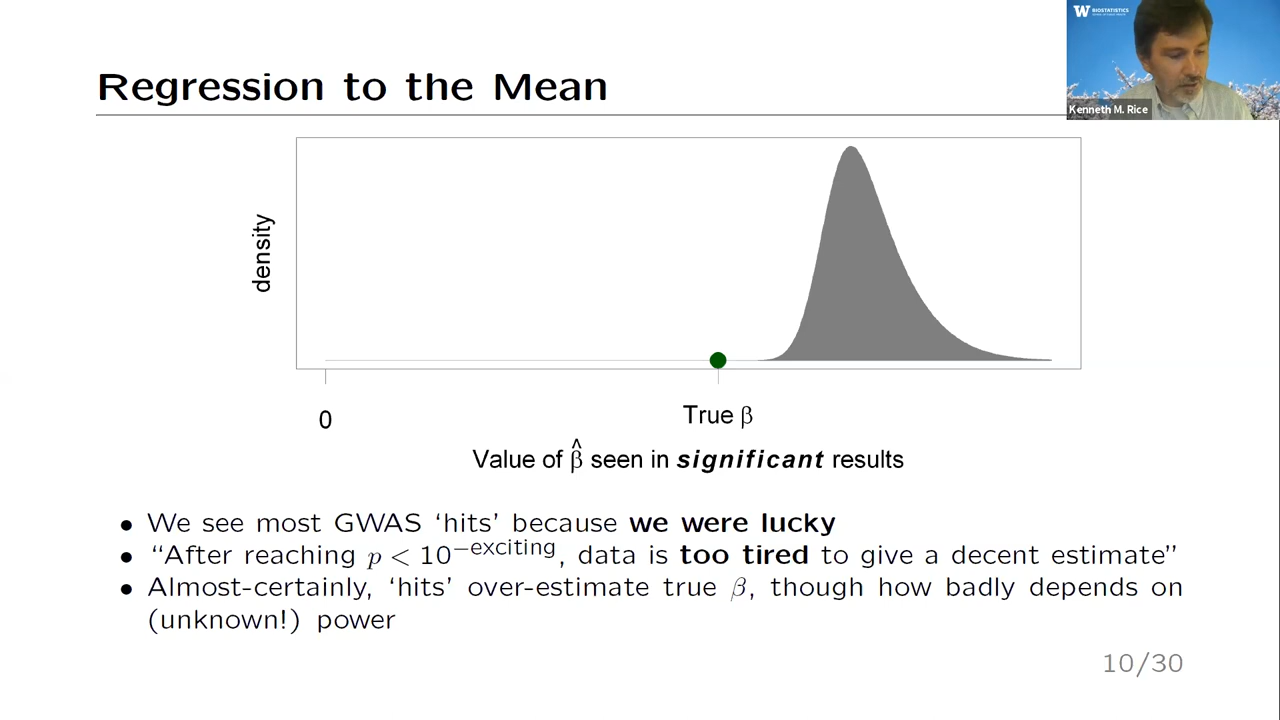 W BIOSTATISTICS
Kenneth M. Rice
Regression to the Mean
density
0
True β
Value of β̂ seen in significant results
• We see most GWAS ‘hits’ because we were lucky
• “After reaching p < 10^−exciting, data is too tired to give a decent estimate”
• Almost-certainly, ‘hits’ over-estimate true β, though how badly depends on
(unknown!) power
10/30